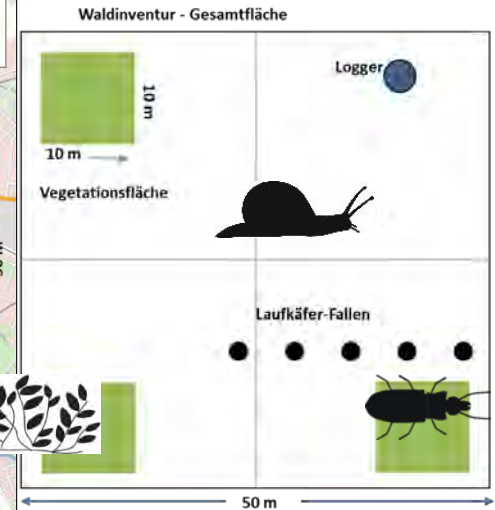 Waldinventur - Gesamtfläche
Logger
10 m
10 m
Vegetationsfläche
Laufkäfer-Fallen
50 m